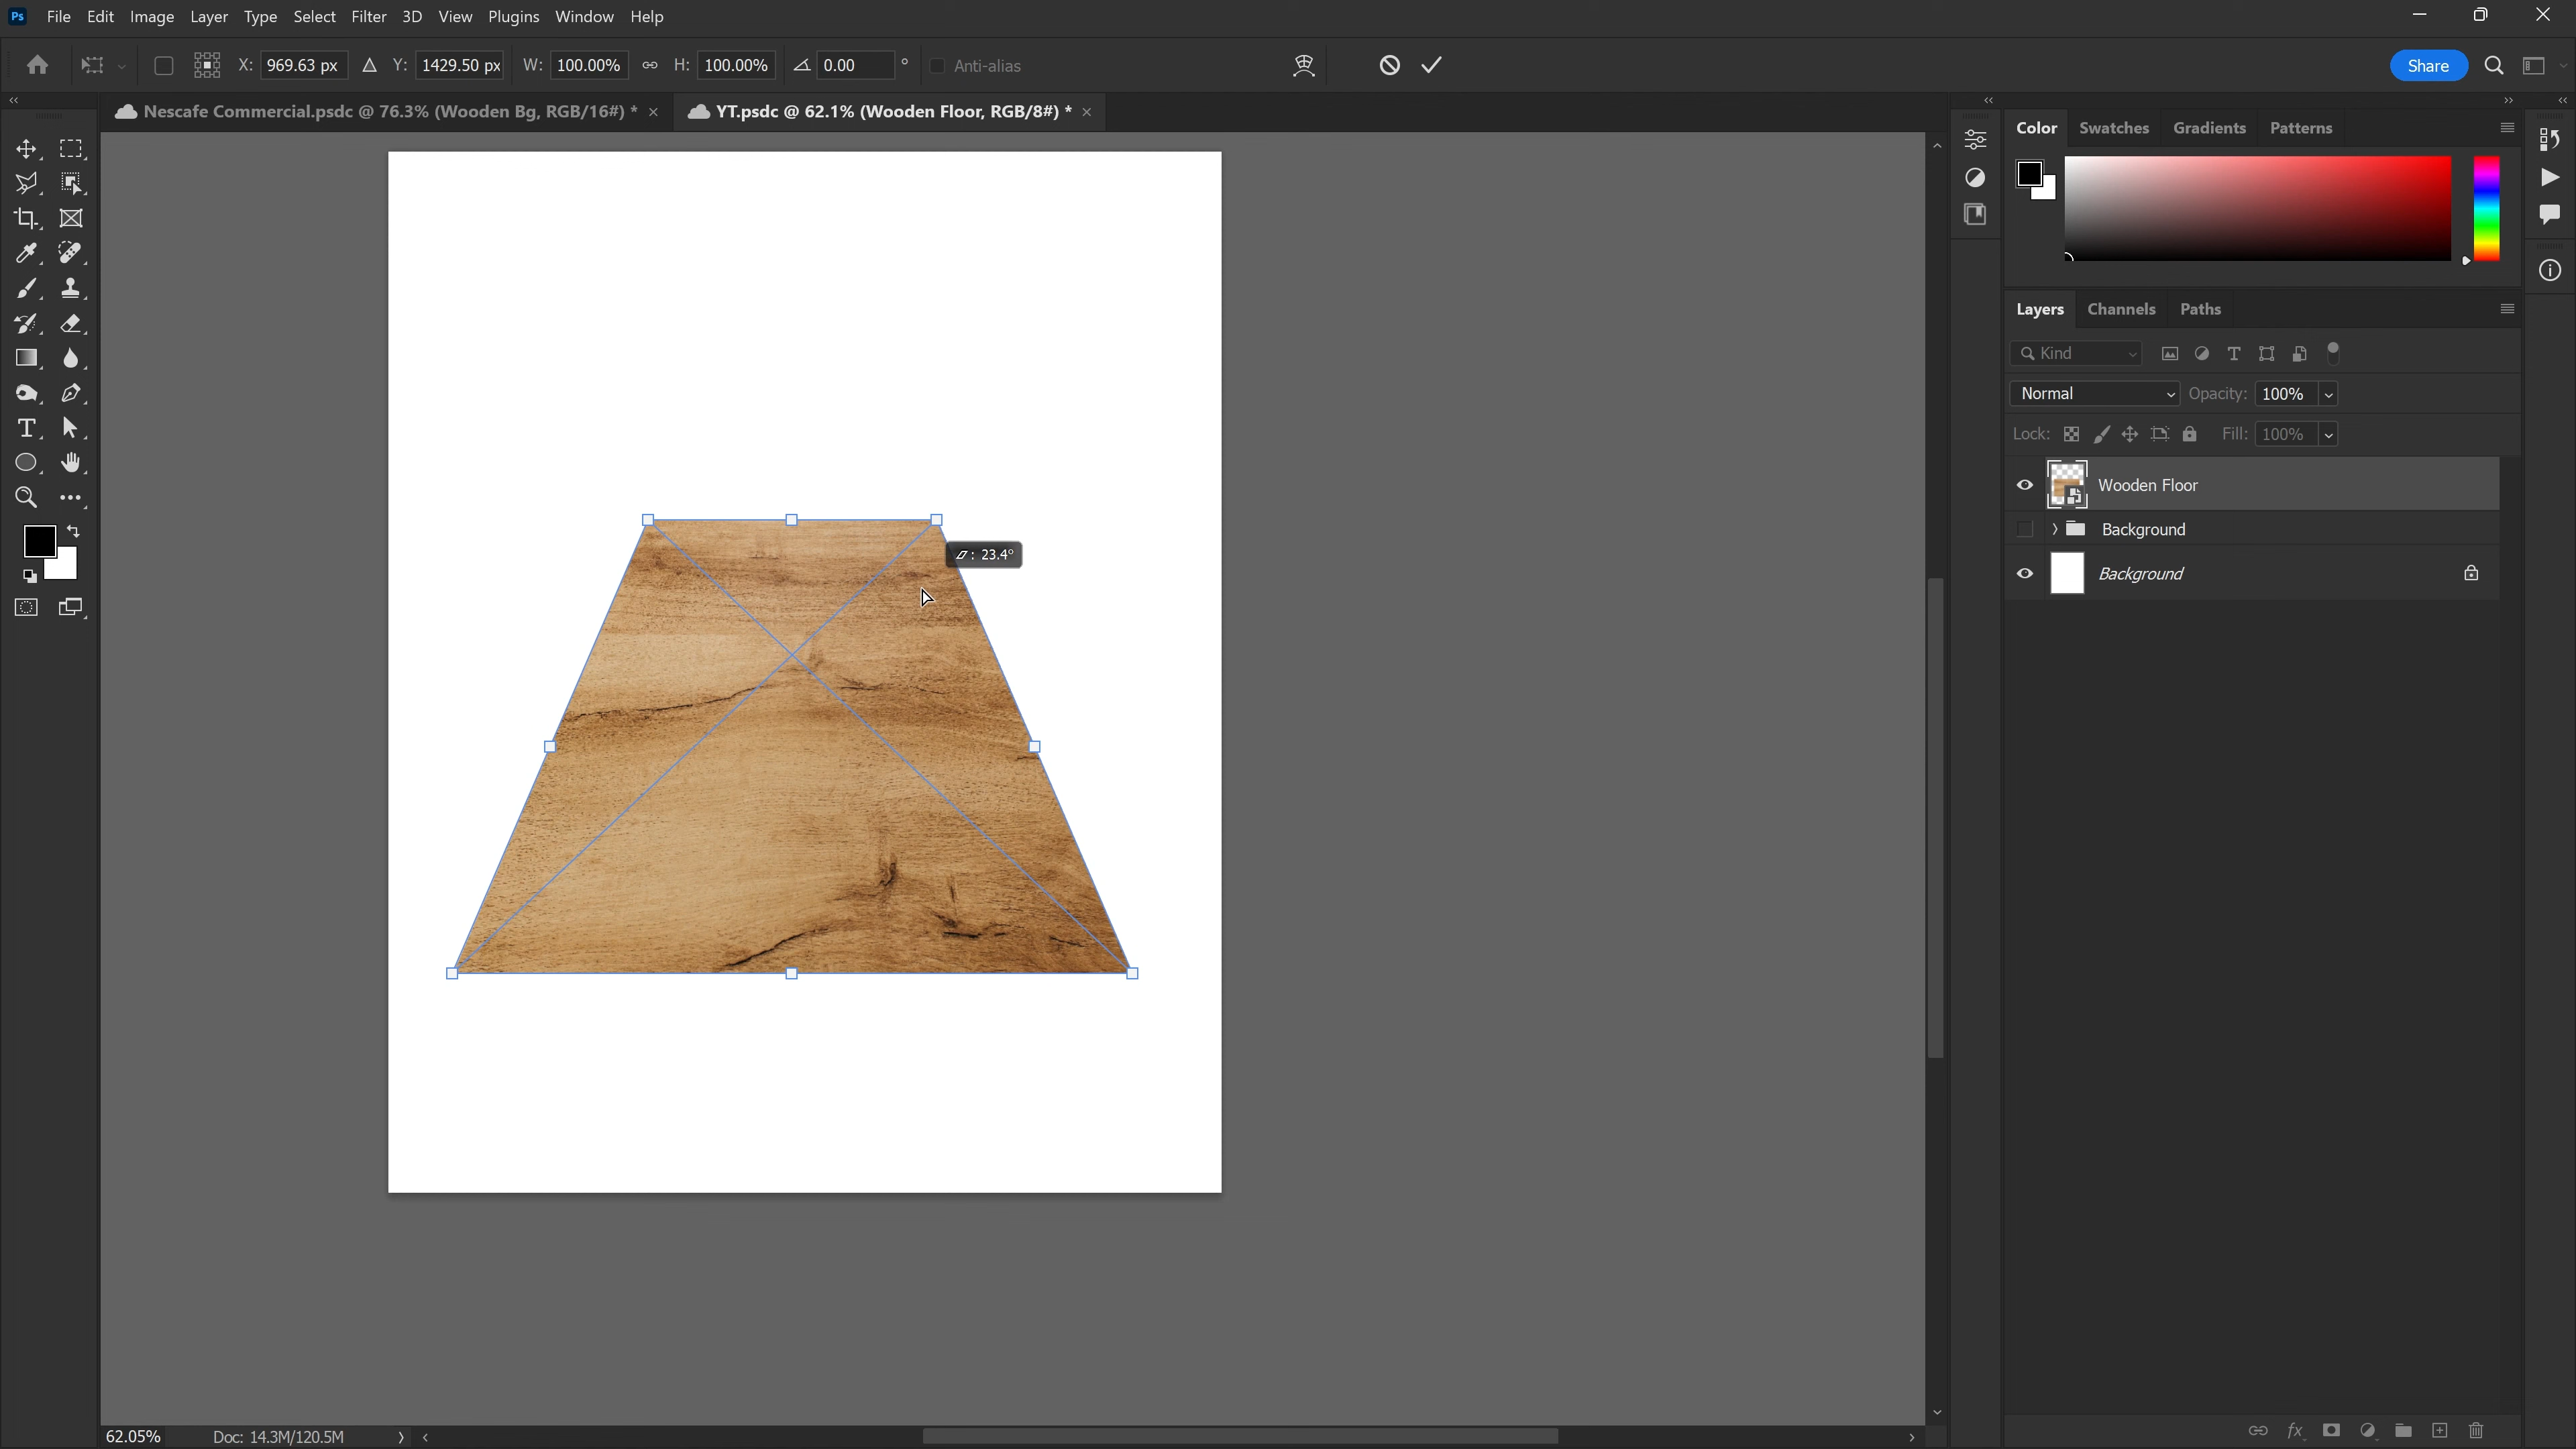 Ps File Edit Image Layer Type Select Filter 3D View Plugins Window Help
X: 969.63 px Y: 1429.50 px W: 100.00% H: 100.00% 0.00 ° Anti-alias Share
Nescafe Commercial.psdc @ 76.3% (Wooden Bg, RGB/16#) * × YT.psdc @ 62.1% (Wooden Floor, RGB/8#) * ×
Color Swatches Gradients Patterns
Layers Channels Paths
Kind
Normal Opacity: 100%
Lock: Fill: 100%
Wooden Floor
Background
Background
: 23.4°
62.05% Doc: 14.3M/120.5M